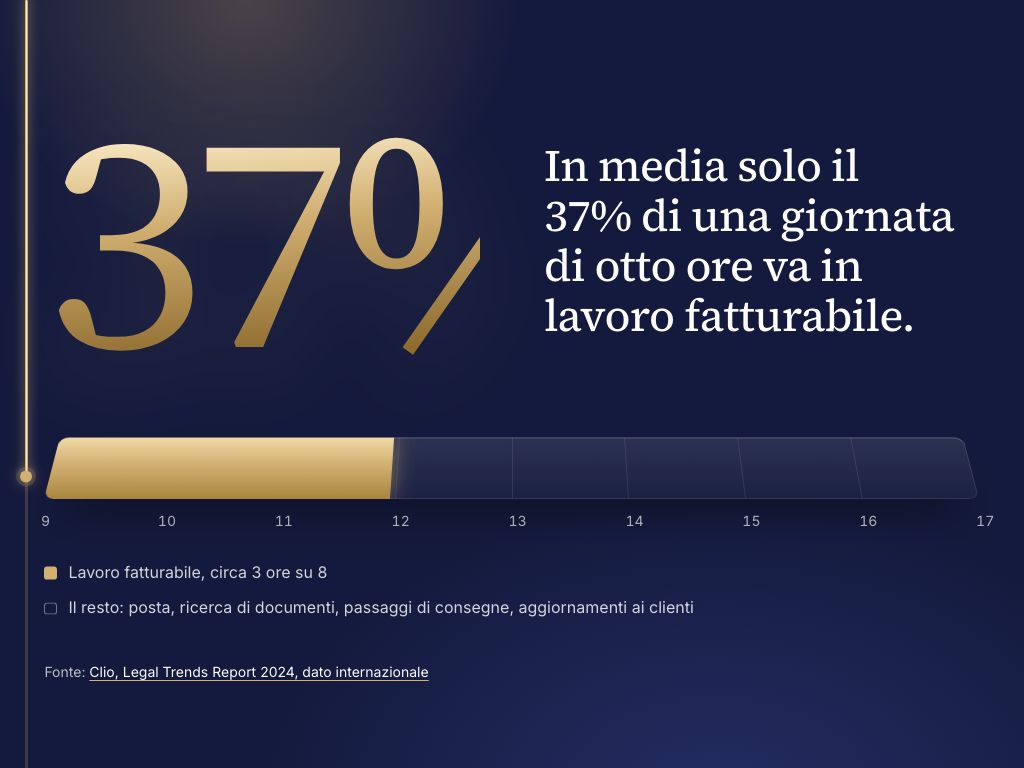 37%
In media solo il
37% di una giornata
di otto ore va in
lavoro fatturabile.
9 10 11 12 13 14 15 16 17
Lavoro fatturabile, circa 3 ore su 8
Il resto: posta, ricerca di documenti, passaggi di consegne, aggiornamenti ai clienti
Fonte: Clio, Legal Trends Report 2024, dato internazionale